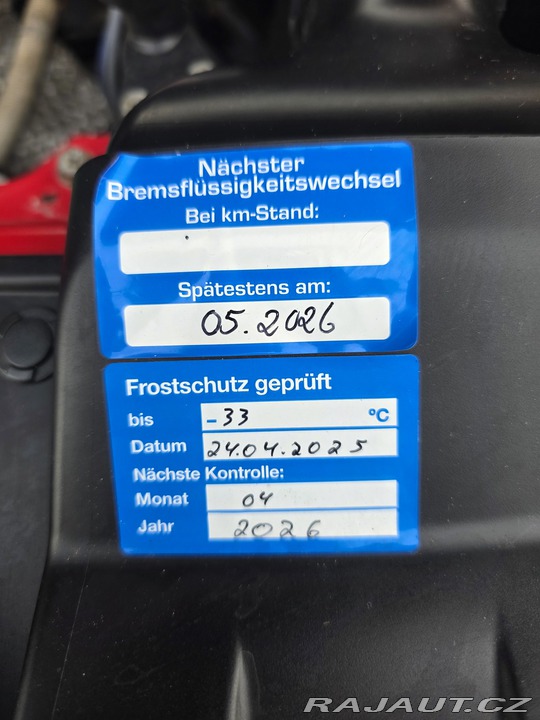 Nächster
Bremsflüssigkeitswechsel
Bei km-Stand:
Spätestens am:
05.2026
Frostschutz geprüft
bis -33 °C
Datum 24.04.2025
Nächste Kontrolle:
Monat 04
Jahr 2026
RAJAUT.CZ